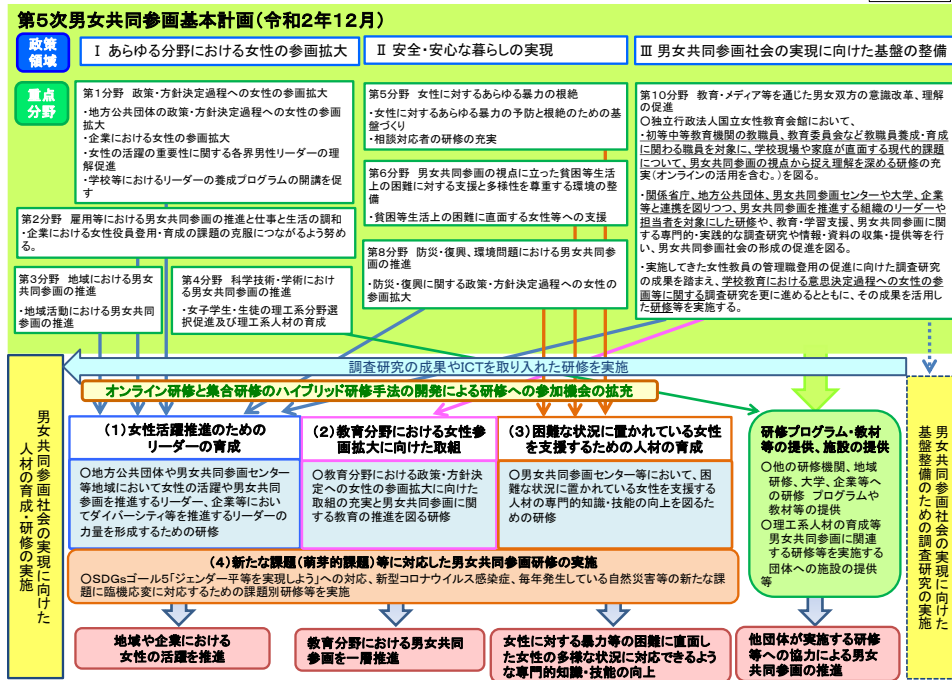 第5次男女共同参画基本計画(令和2年12月)
政策
領域
Ⅰ あらゆる分野における女性の参画拡大
Ⅱ 安全・安心な暮らしの実現
Ⅲ 男女共同参画社会の実現に向けた基盤の整備
重点
分野
第1分野 政策・方針決定過程への女性の参画拡大
・地方公共団体の政策・方針決定過程への女性の参画
拡大
・企業における女性の参画拡大
・女性の活躍の重要性に関する各界男性リーダーの理
解促進
・学校等におけるリーダーの養成プログラムの開講を促
す
第2分野 雇用等における男女共同参画の推進と仕事と生活の調和
・企業における女性役員登用・育成の課題の克服につながるよう努め
る。
第3分野 地域における男女
共同参画の推進
・地域活動における男女共同
参画の推進
第4分野 科学技術・学術にお
ける男女共同参画の推進
・女子学生・生徒の理工系分野選
択促進及び理工系人材の育成
第5分野 女性に対するあらゆる暴力の根絶
・女性に対するあらゆる暴力の予防と根絶のための基
盤づくり
・相談対応者の研修の充実
第6分野 男女共同参画の視点に立った貧困等生活
上の困難に対する支援と多様性を尊重する環境の整
備
・貧困等生活上の困難に直面する女性等への支援
第8分野 防災・復興、環境問題における男女共同参
画の推進
・防災・復興に関する政策・方針決定過程への女性の
参画拡大
第10分野 教育・メディア等を通じた男女双方の意識改革、理解
の促進
○独立行政法人国立女性教育会館において、
・初等中等教育機関の教職員、教育委員会など教職員養成・育成
に関わる職員を対象に、学校現場や家庭が直面する現代的課題
について、男女共同参画の視点から捉え理解を深める研修の充
実(オンラインの活用を含む。)を図る。
・関係省庁、地方公共団体、男女共同参画センターや大学、企業
等と連携を図りつつ、男女共同参画を推進する組織のリーダーや
担当者を対象にした研修や、教育・学習支援、男女共同参画に関
する専門的・実践的な調査研究や情報・資料の収集・提供等を行
い、男女共同参画社会の形成の促進を図る。
・実施してきた女性教員の管理職登用の促進に向けた調査研究
の成果を踏まえ、学校教育における意思決定過程への女性の参
画等に関する調査研究を更に進めるとともに、その成果を活用し
た研修等を実施する。
調査研究の成果やICTを取り入れた研修を実施
オンライン研修と集合研修のハイブリッド研修手法の開発による研修への参加機会の拡充
男女共同参画社会の実現に向けた
人材の育成・研修の実施
(1)女性活躍推進のための
リーダーの育成
○地方公共団体や男女共同参画センター
等地域において女性の活躍や男女共同
参画を推進するリーダー、企業等におい
てダイバーシティ等を推進するリーダーの
力量を形成するための研修
(2)教育分野における女性参
画拡大に向けた取組
○教育分野における政策・方針決
定への女性の参画拡大に向けた
取組の充実と男女共同参画に関
する教育の推進を図る研修
(3)困難な状況に置かれている女性
を支援するための人材の育成
○男女共同参画センター等において、困
難な状況に置かれている女性を支援する
人材の専門的知識・技能の向上を図るた
めの研修
研修プログラム・教材
等の提供、施設の提供
○他の研修機関、地域
研修、大学、企業等へ
の研修 プログラムや
教材等の提供
○理工系人材の育成等
男女共同参画に関連
する研修等を実施する
団体への施設の提供
等
男女共同参画社会の実現に向けた
基盤整備のための調査研究の実施
(4)新たな課題(萌芽的課題)等に対応した男女共同参画研修の実施
○SDGsゴール5「ジェンダー平等を実現しよう」への対応、新型コロナウイルス感染症、毎年発生している自然災害等の新たな課
題に臨機応変に対応するための課題別研修等を実施
地域や企業における
女性の活躍を推進
教育分野における男女共同
参画を一層推進
女性に対する暴力等の困難に直面し
た女性の多様な状況に対応できるよう
な専門的知識・技能の向上
他団体が実施する研修
等への協力による男女
共同参画の推進